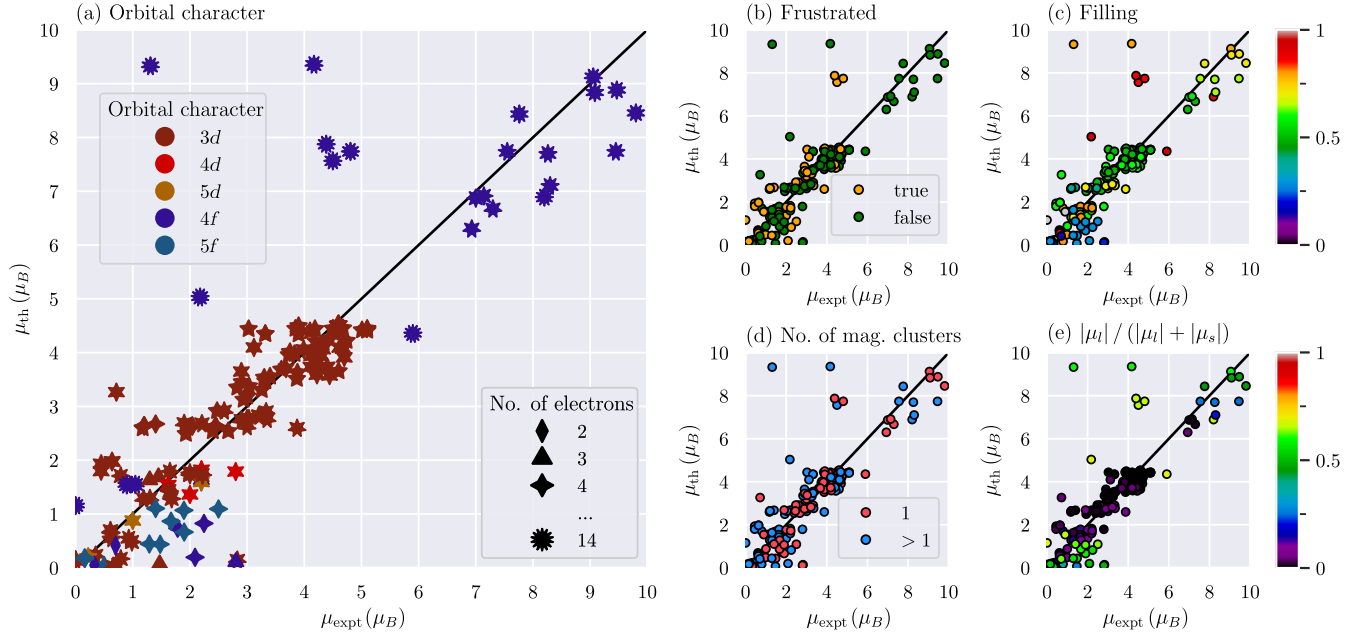 (a) Orbital character
10
9
8
7
6
5
4
3
2
1
0
μth (μB)
Orbital character
3d
4d
5d
4f
5f
No. of electrons
2
3
4
...
14
0 1 2 3 4 5 6 7 8 9 10
μexpt (μB)
(b) Frustrated
10
8
6
4
2
0
μth (μB)
true
false
0 2 4 6 8 10
μexpt (μB)
(c) Filling
10
8
6
4
2
0
μth (μB)
0 2 4 6 8 10
μexpt (μB)
1
0.5
0
(d) No. of mag. clusters
10
8
6
4
2
0
μth (μB)
1
> 1
0 2 4 6 8 10
μexpt (μB)
(e) |μl| / (|μl| + |μs|)
10
8
6
4
2
0
μth (μB)
0 2 4 6 8 10
μexpt (μB)
1
0.5
0